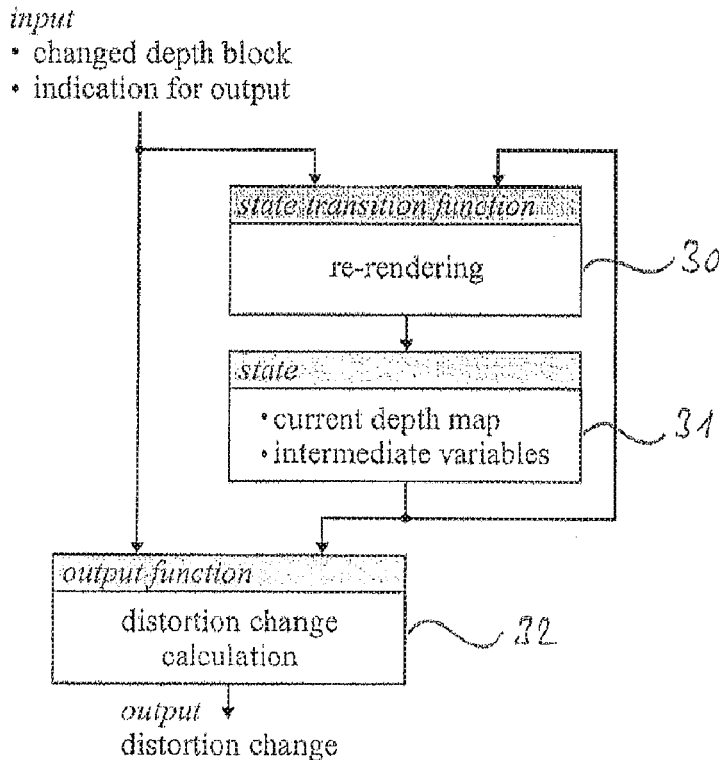 input
• changed depth block
• indication for output
state transition function
re-rendering
30
state
• current depth map
• intermediate variables
31
output function
distortion change
calculation
32
output
distortion change